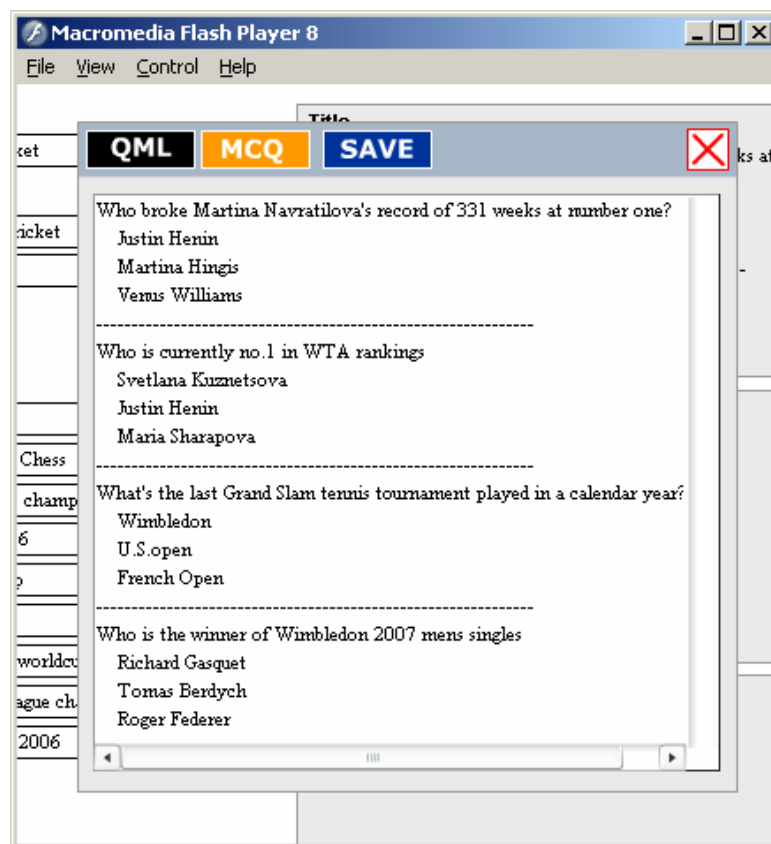 Macromedia Flash Player 8
File View Control Help
Title
QML MCQ SAVE
ket
ks at
ricket
-
Who broke Martina Navratilova's record of 331 weeks at number one?
Justin Henin
Martina Hingis
Venus Williams
--------------------------------------------------------------
Who is currently no.1 in WTA rankings
Svetlana Kuznetsova
Justin Henin
Maria Sharapova
--------------------------------------------------------------
What's the last Grand Slam tennis tournament played in a calendar year?
Wimbledon
U.S.open
French Open
--------------------------------------------------------------
Who is the winner of Wimbledon 2007 mens singles
Richard Gasquet
Tomas Berdych
Roger Federer
Chess
champ
6
worldcu
ague ch
2006